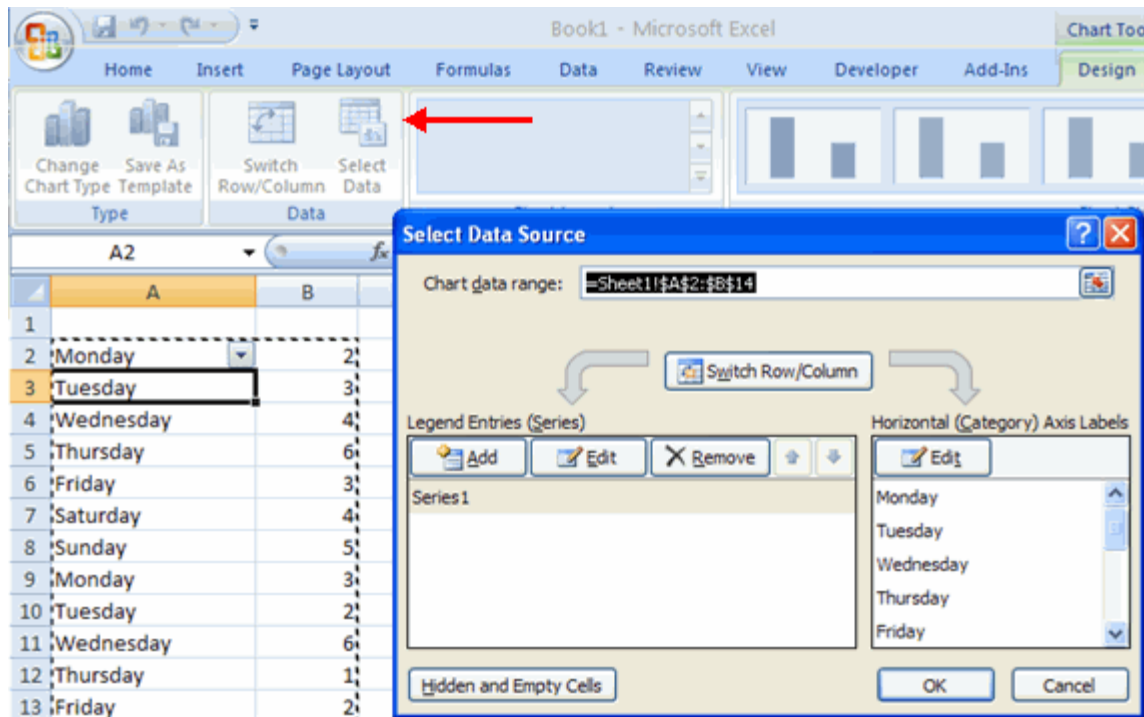 Book1 - Microsoft Excel
Chart Too
Home Insert Page Layout Formulas Data Review View Developer Add-Ins Design
Change Chart Type
Save As Template
Switch Row/Column
Select Data
Type
Data
A2
fx
A B
1
2 Monday 2
3 Tuesday 3
4 Wednesday 4
5 Thursday 6
6 Friday 3
7 Saturday 4
8 Sunday 5
9 Monday 3
10 Tuesday 2
11 Wednesday 6
12 Thursday 1
13 Friday 2
Select Data Source
Chart data range: =Sheet1!$A$2:$B$14
Switch Row/Column
Legend Entries (Series)
Add Edit Remove
Series1
Horizontal (Category) Axis Labels
Edit
Monday
Tuesday
Wednesday
Thursday
Friday
Hidden and Empty Cells
OK Cancel